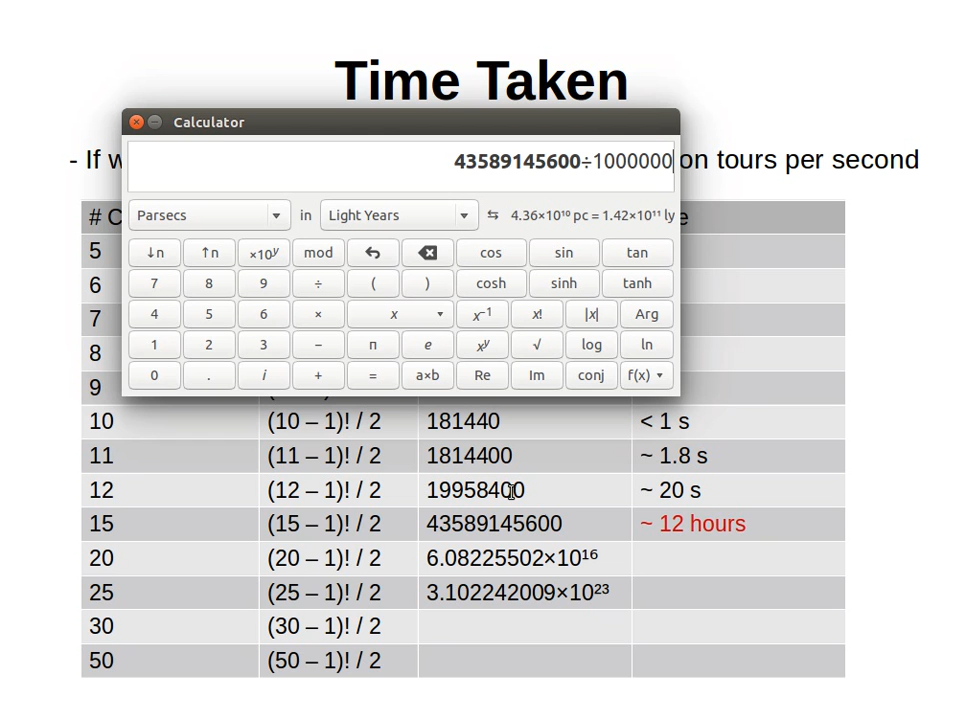 Time Taken
- If on tours per second
Calculator
43589145600÷1000000
Parsecs in Light Years ⇆ 4.36×10¹⁰ pc = 1.42×10¹¹ ly
↓n ↑n ×10ʸ mod cos sin tan
7 8 9 ÷ ( ) cosh sinh tanh
4 5 6 × x x⁻¹ x! |x| Arg
1 2 3 − π e xʸ √ log ln
0 . i + = a×b Re Im conj f(x)
# C
5
6
7
8
9
10 (10 – 1)! / 2 181440 < 1 s
11 (11 – 1)! / 2 1814400 ~ 1.8 s
12 (12 – 1)! / 2 19958400 ~ 20 s
15 (15 – 1)! / 2 43589145600 ~ 12 hours
20 (20 – 1)! / 2 6.08225502×10¹⁶
25 (25 – 1)! / 2 3.102242009×10²³
30 (30 – 1)! / 2
50 (50 – 1)! / 2